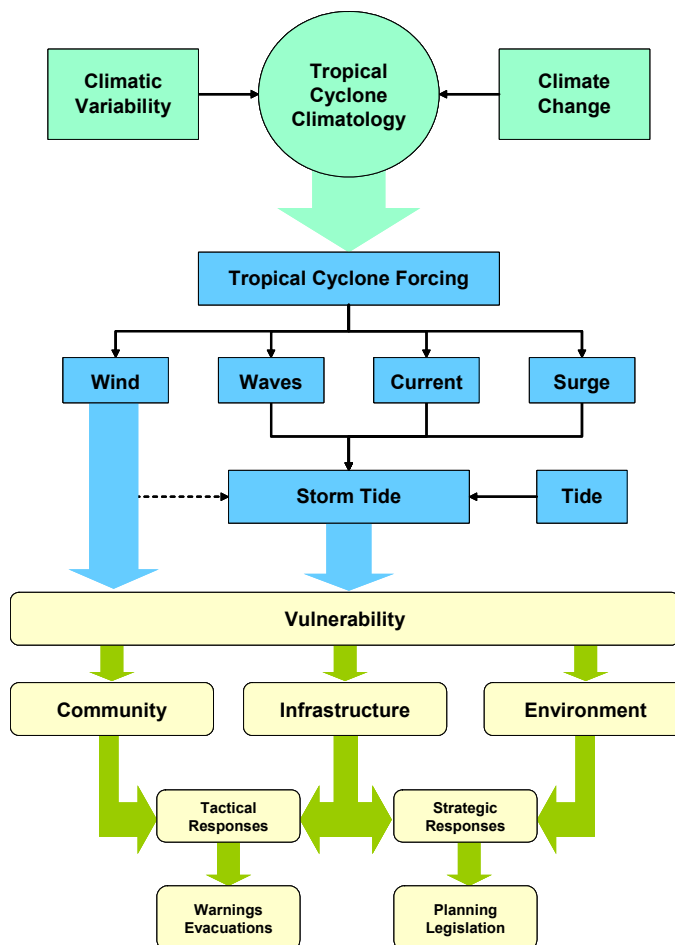 Climatic
Variability
Tropical
Cyclone
Climatology
Climate
Change
Tropical Cyclone Forcing
Wind
Waves
Current
Surge
Storm Tide
Tide
Vulnerability
Community
Infrastructure
Environment
Tactical
Responses
Strategic
Responses
Warnings
Evacuations
Planning
Legislation